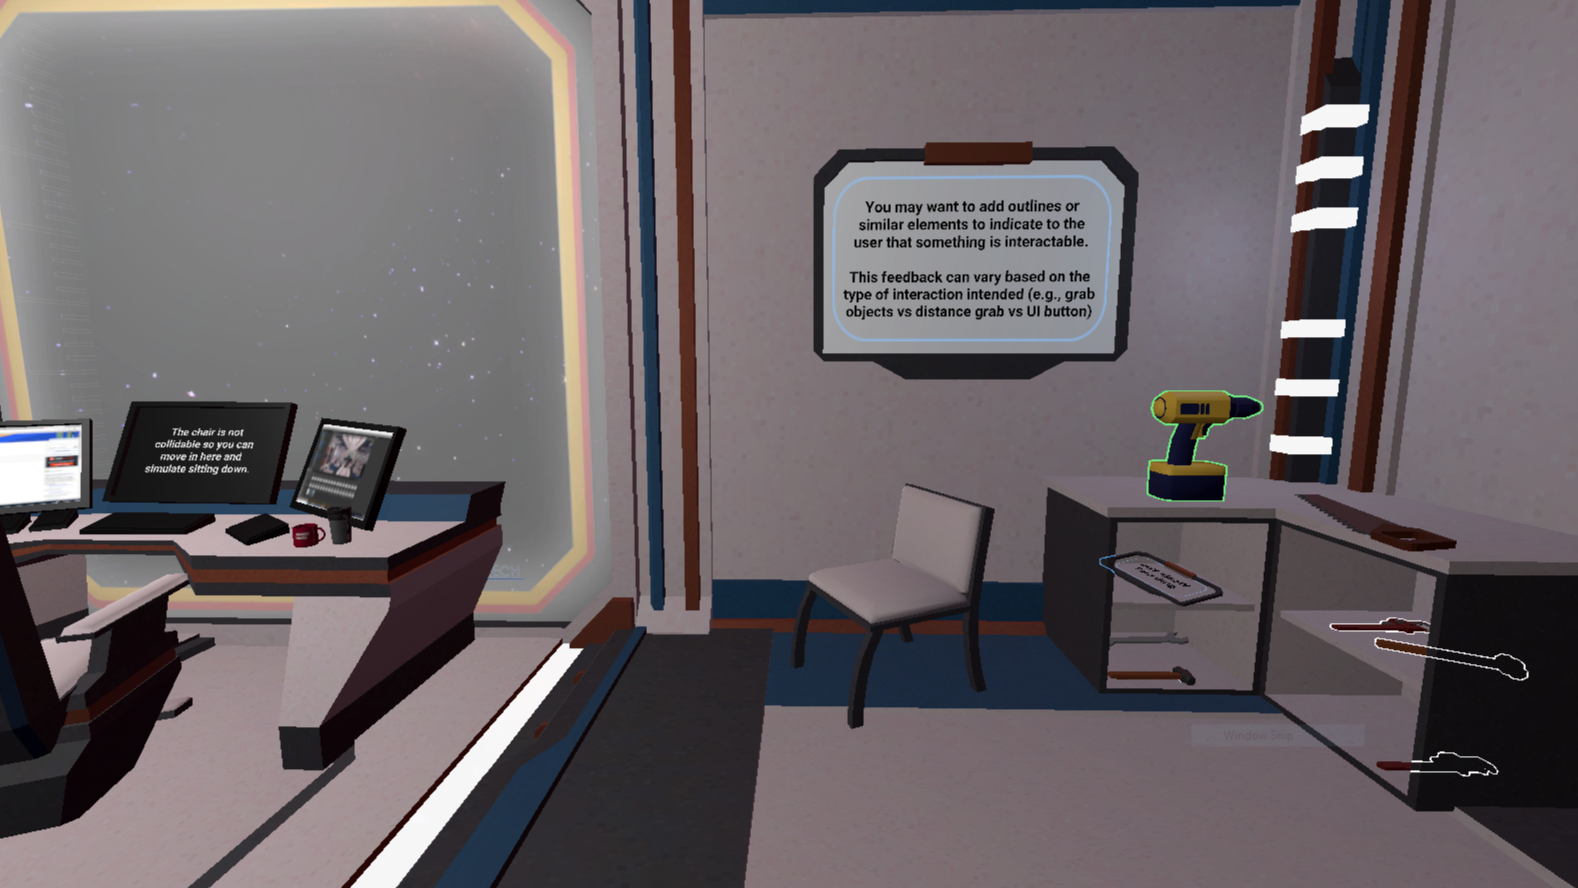 You may want to add outlines or
similar elements to indicate to the
user that something is interactable.
This feedback can vary based on the
type of interaction intended (e.g., grab
objects vs distance grab vs UI button)
The chair is not
collidable so you can
move in here and
simulate sitting down.
Window Snip